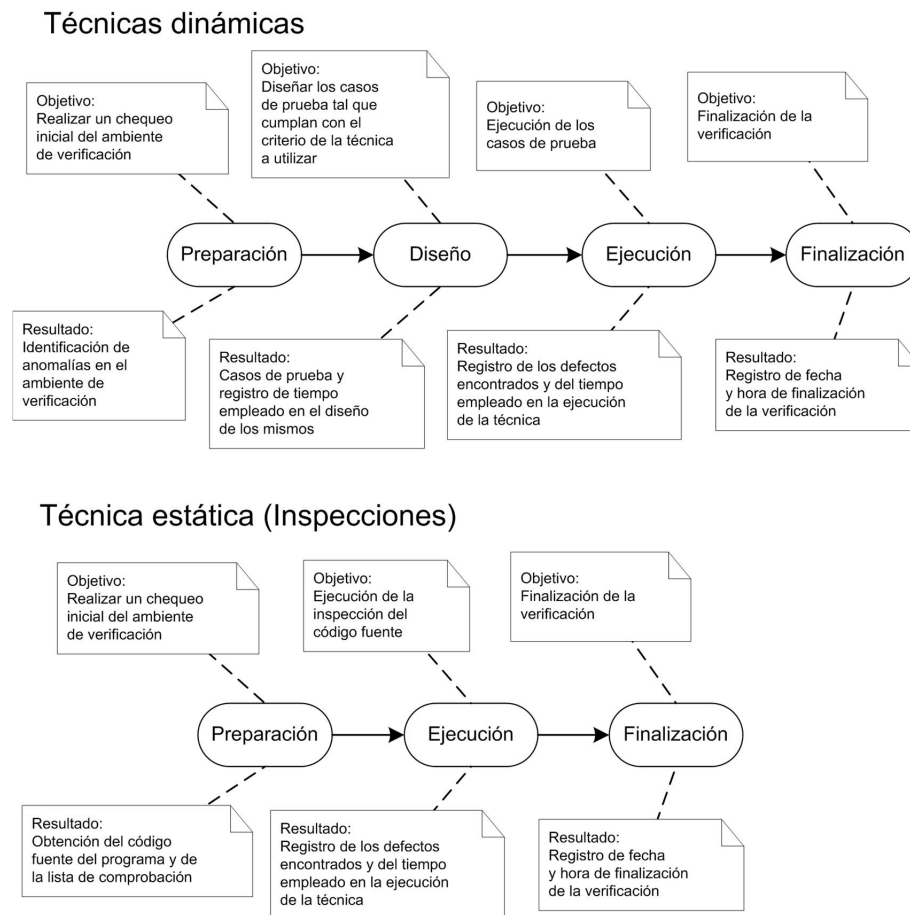 Técnicas dinámicas
Objetivo:
Realizar un chequeo
inicial del ambiente
de verificación
Objetivo:
Diseñar los casos
de prueba tal que
cumplan con el
criterio de la técnica
a utilizar
Objetivo:
Ejecución de los
casos de prueba
Objetivo:
Finalización de la
verificación
Preparación
Diseño
Ejecución
Finalización
Resultado:
Identificación de
anomalías en el
ambiente de
verificación
Resultado:
Casos de prueba y
registro de tiempo
empleado en el diseño
de los mismos
Resultado:
Registro de los defectos
encontrados y del tiempo
empleado en la ejecución
de la técnica
Resultado:
Registro de fecha
y hora de finalización
de la verificación
Técnica estática (Inspecciones)
Objetivo:
Realizar un chequeo
inicial del ambiente
de verificación
Objetivo:
Ejecución de la
inspección del
código fuente
Objetivo:
Finalización de la
verificación
Preparación
Ejecución
Finalización
Resultado:
Obtención del código
fuente del programa y de
la lista de comprobación
Resultado:
Registro de los defectos
encontrados y del tiempo
empleado en la ejecución
de la técnica
Resultado:
Registro de fecha
y hora de finalización
de la verificación